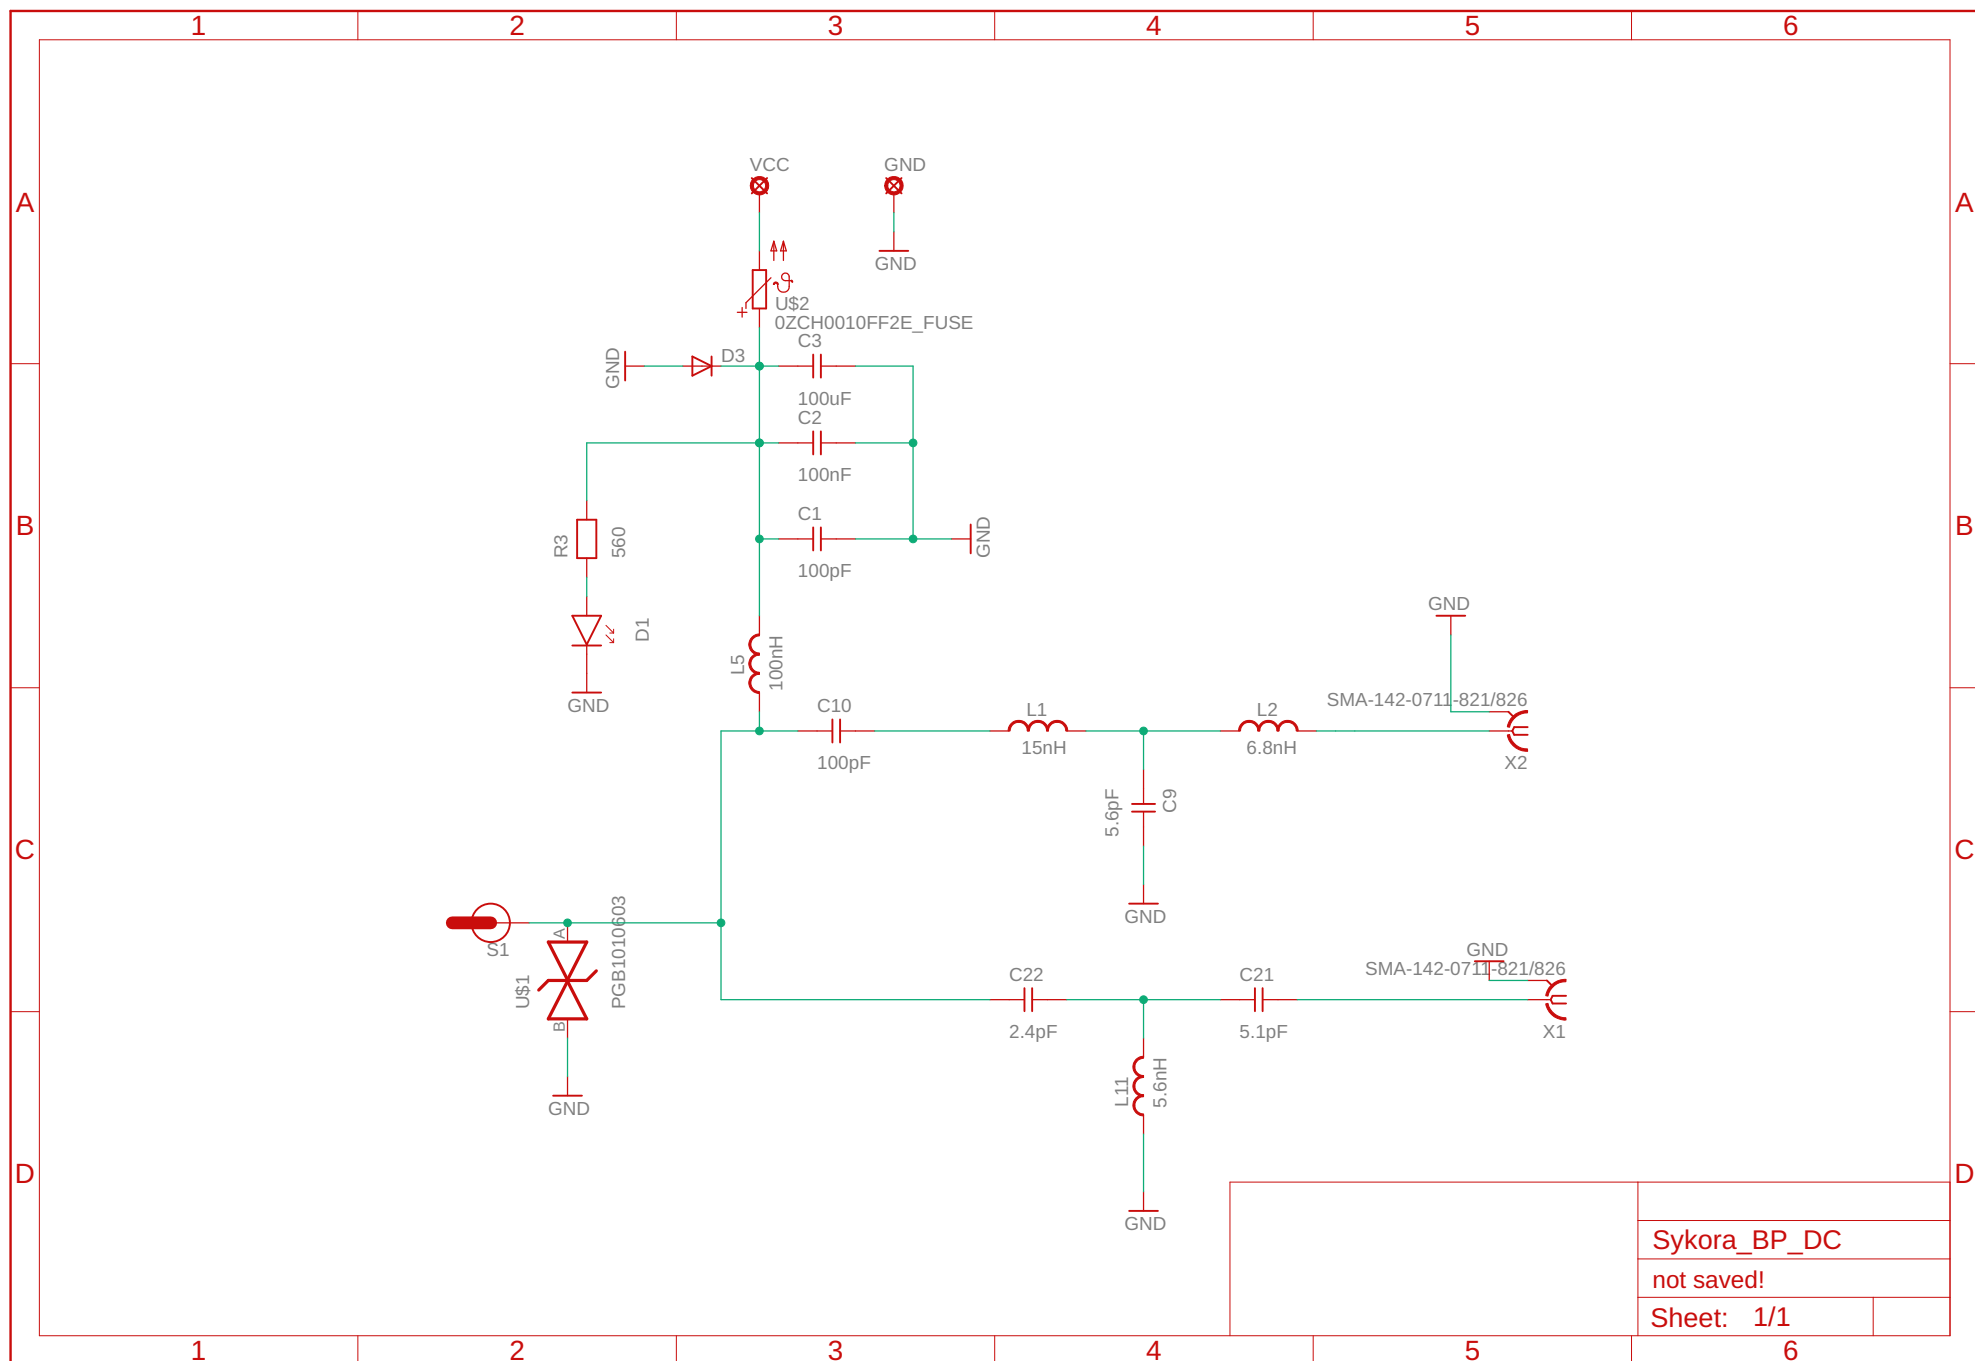 1 2 3 4 5 6
A A
VCC GND
GND
U$2
0ZCH0010FF2E_FUSE
C3
GND D3
100uF
C2
100nF
B B
C1
R3 560 GND
100pF
GND
D1
L5 100nH
GND
SMA-142-0711-821/826
C10 L1 L2
100pF 15nH 6.8nH X2
5.6pF C9
C C
GND
S1 A PGB1010603
U$1
GND
SMA-142-0711-821/826
C22 C21
B 2.4pF 5.1pF X1
L11 5.6nH
GND
D D
GND
Sykora_BP_DC
not saved!
Sheet: 1/1
1 2 3 4 5 6